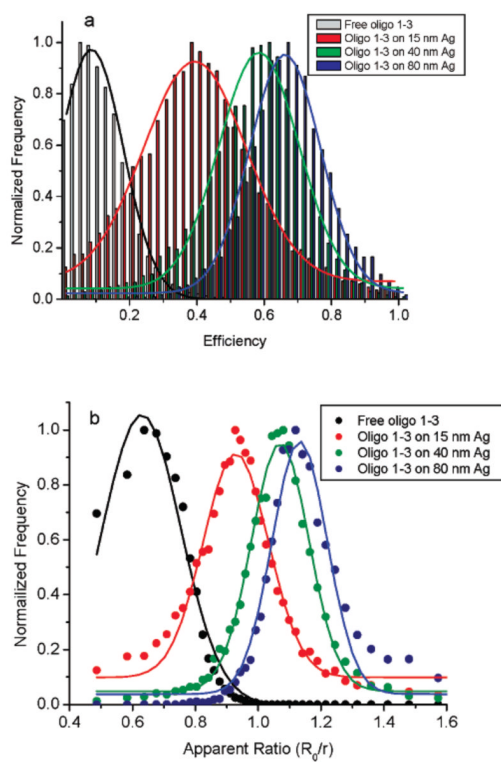 a
Free oligo 1-3
Oligo 1-3 on 15 nm Ag
Oligo 1-3 on 40 nm Ag
Oligo 1-3 on 80 nm Ag
Normalized Frequency
1.0
0.8
0.6
0.4
0.2
0.0
0.2 0.4 0.6 0.8 1.0
Efficiency
b
Free oligo 1-3
Oligo 1-3 on 15 nm Ag
Oligo 1-3 on 40 nm Ag
Oligo 1-3 on 80 nm Ag
Normailized Frequency
1.0
0.8
0.6
0.4
0.2
0.0
0.4 0.6 0.8 1.0 1.2 1.4 1.6
Apparent Ratio (R0/r)